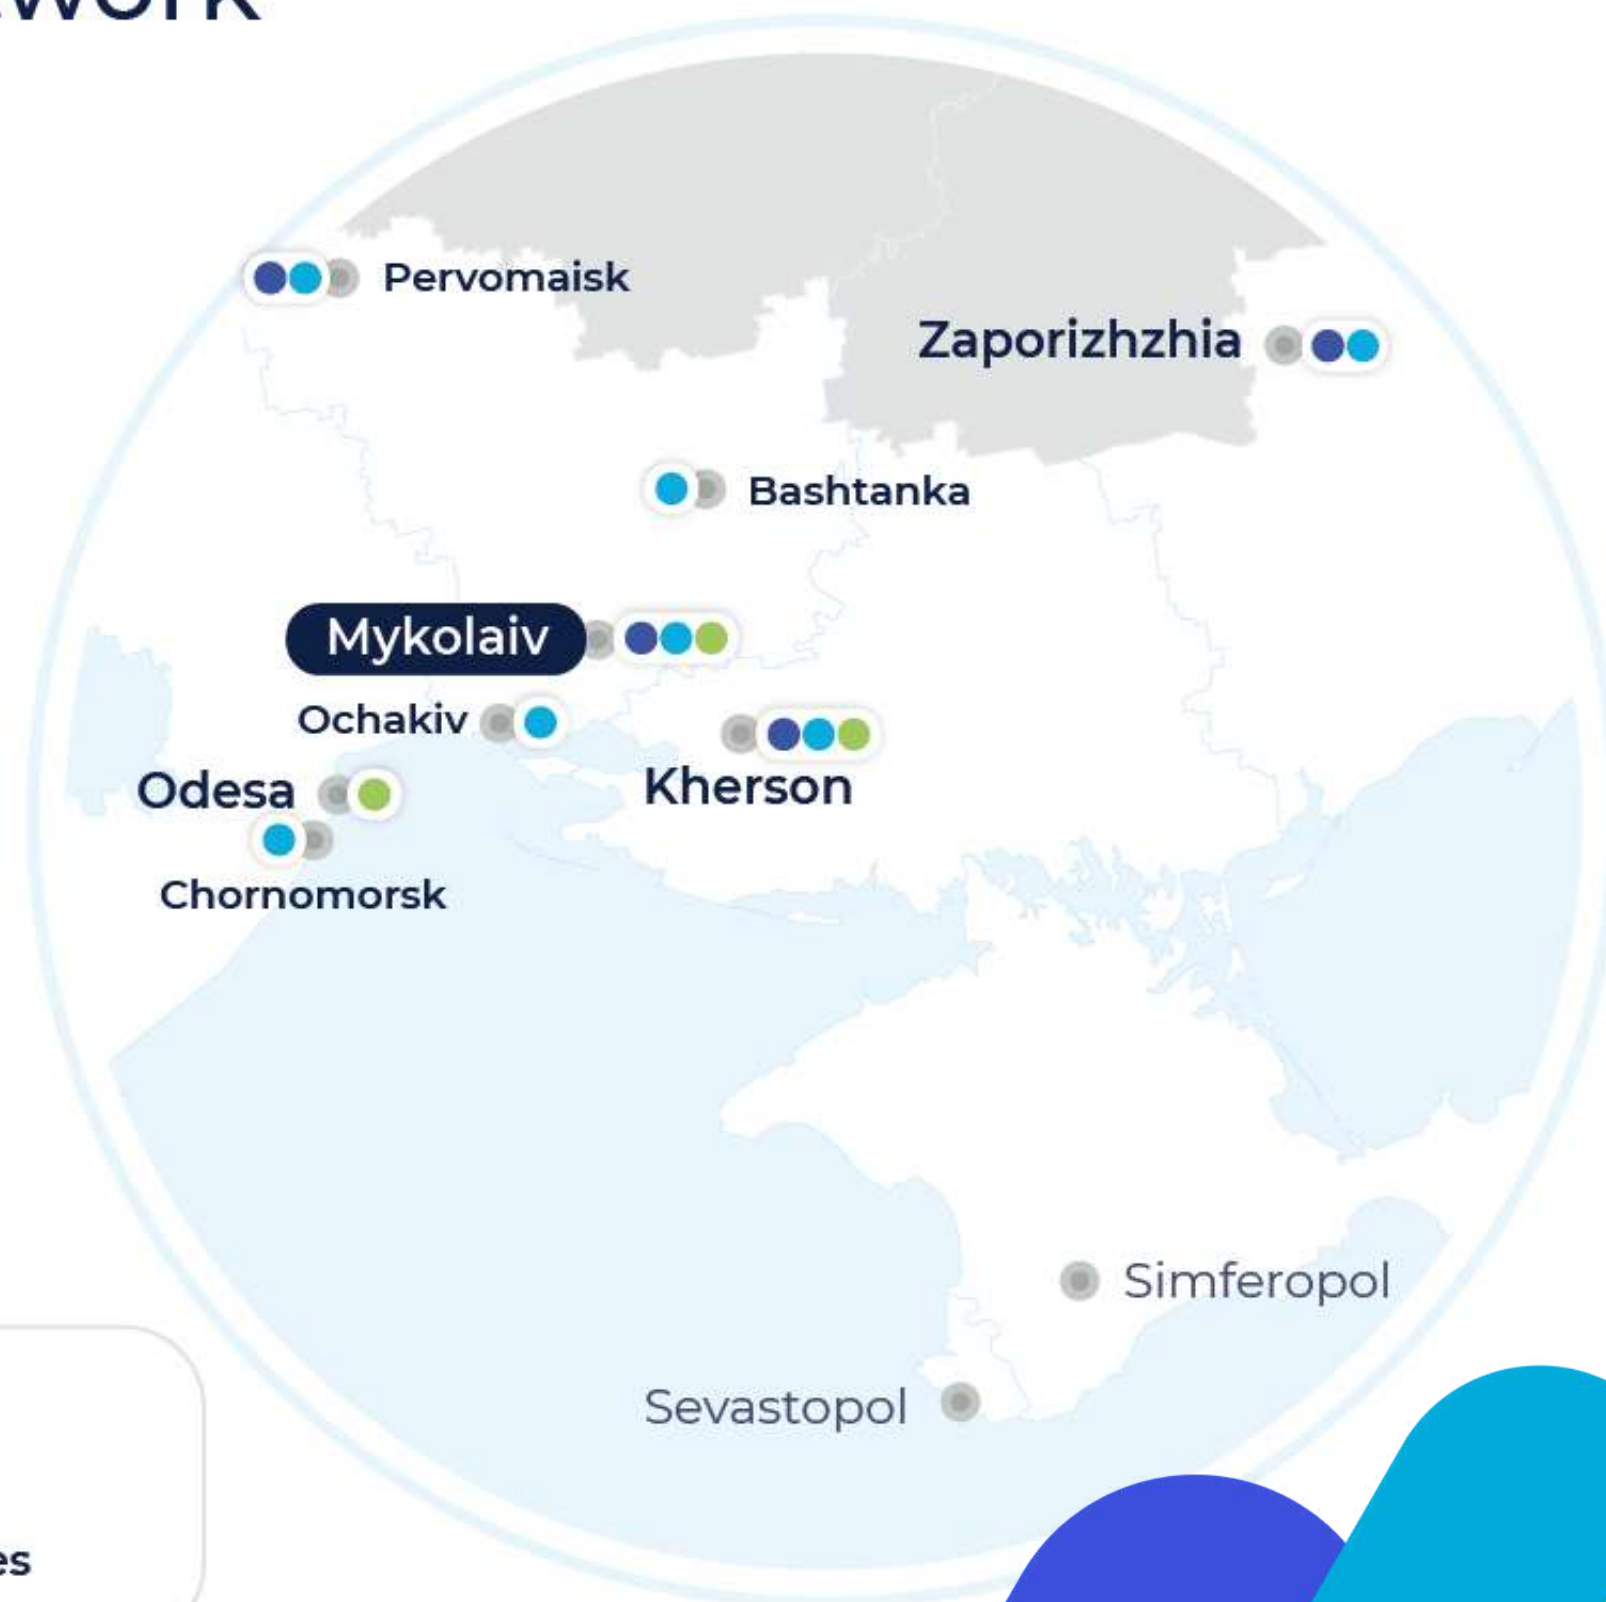 Pervomaisk
Zaporizhzhia
Bashtanka
Mykolaiv
Ochakiv
Odesa
Kherson
Chornomorsk
Simferopol
Sevastopol